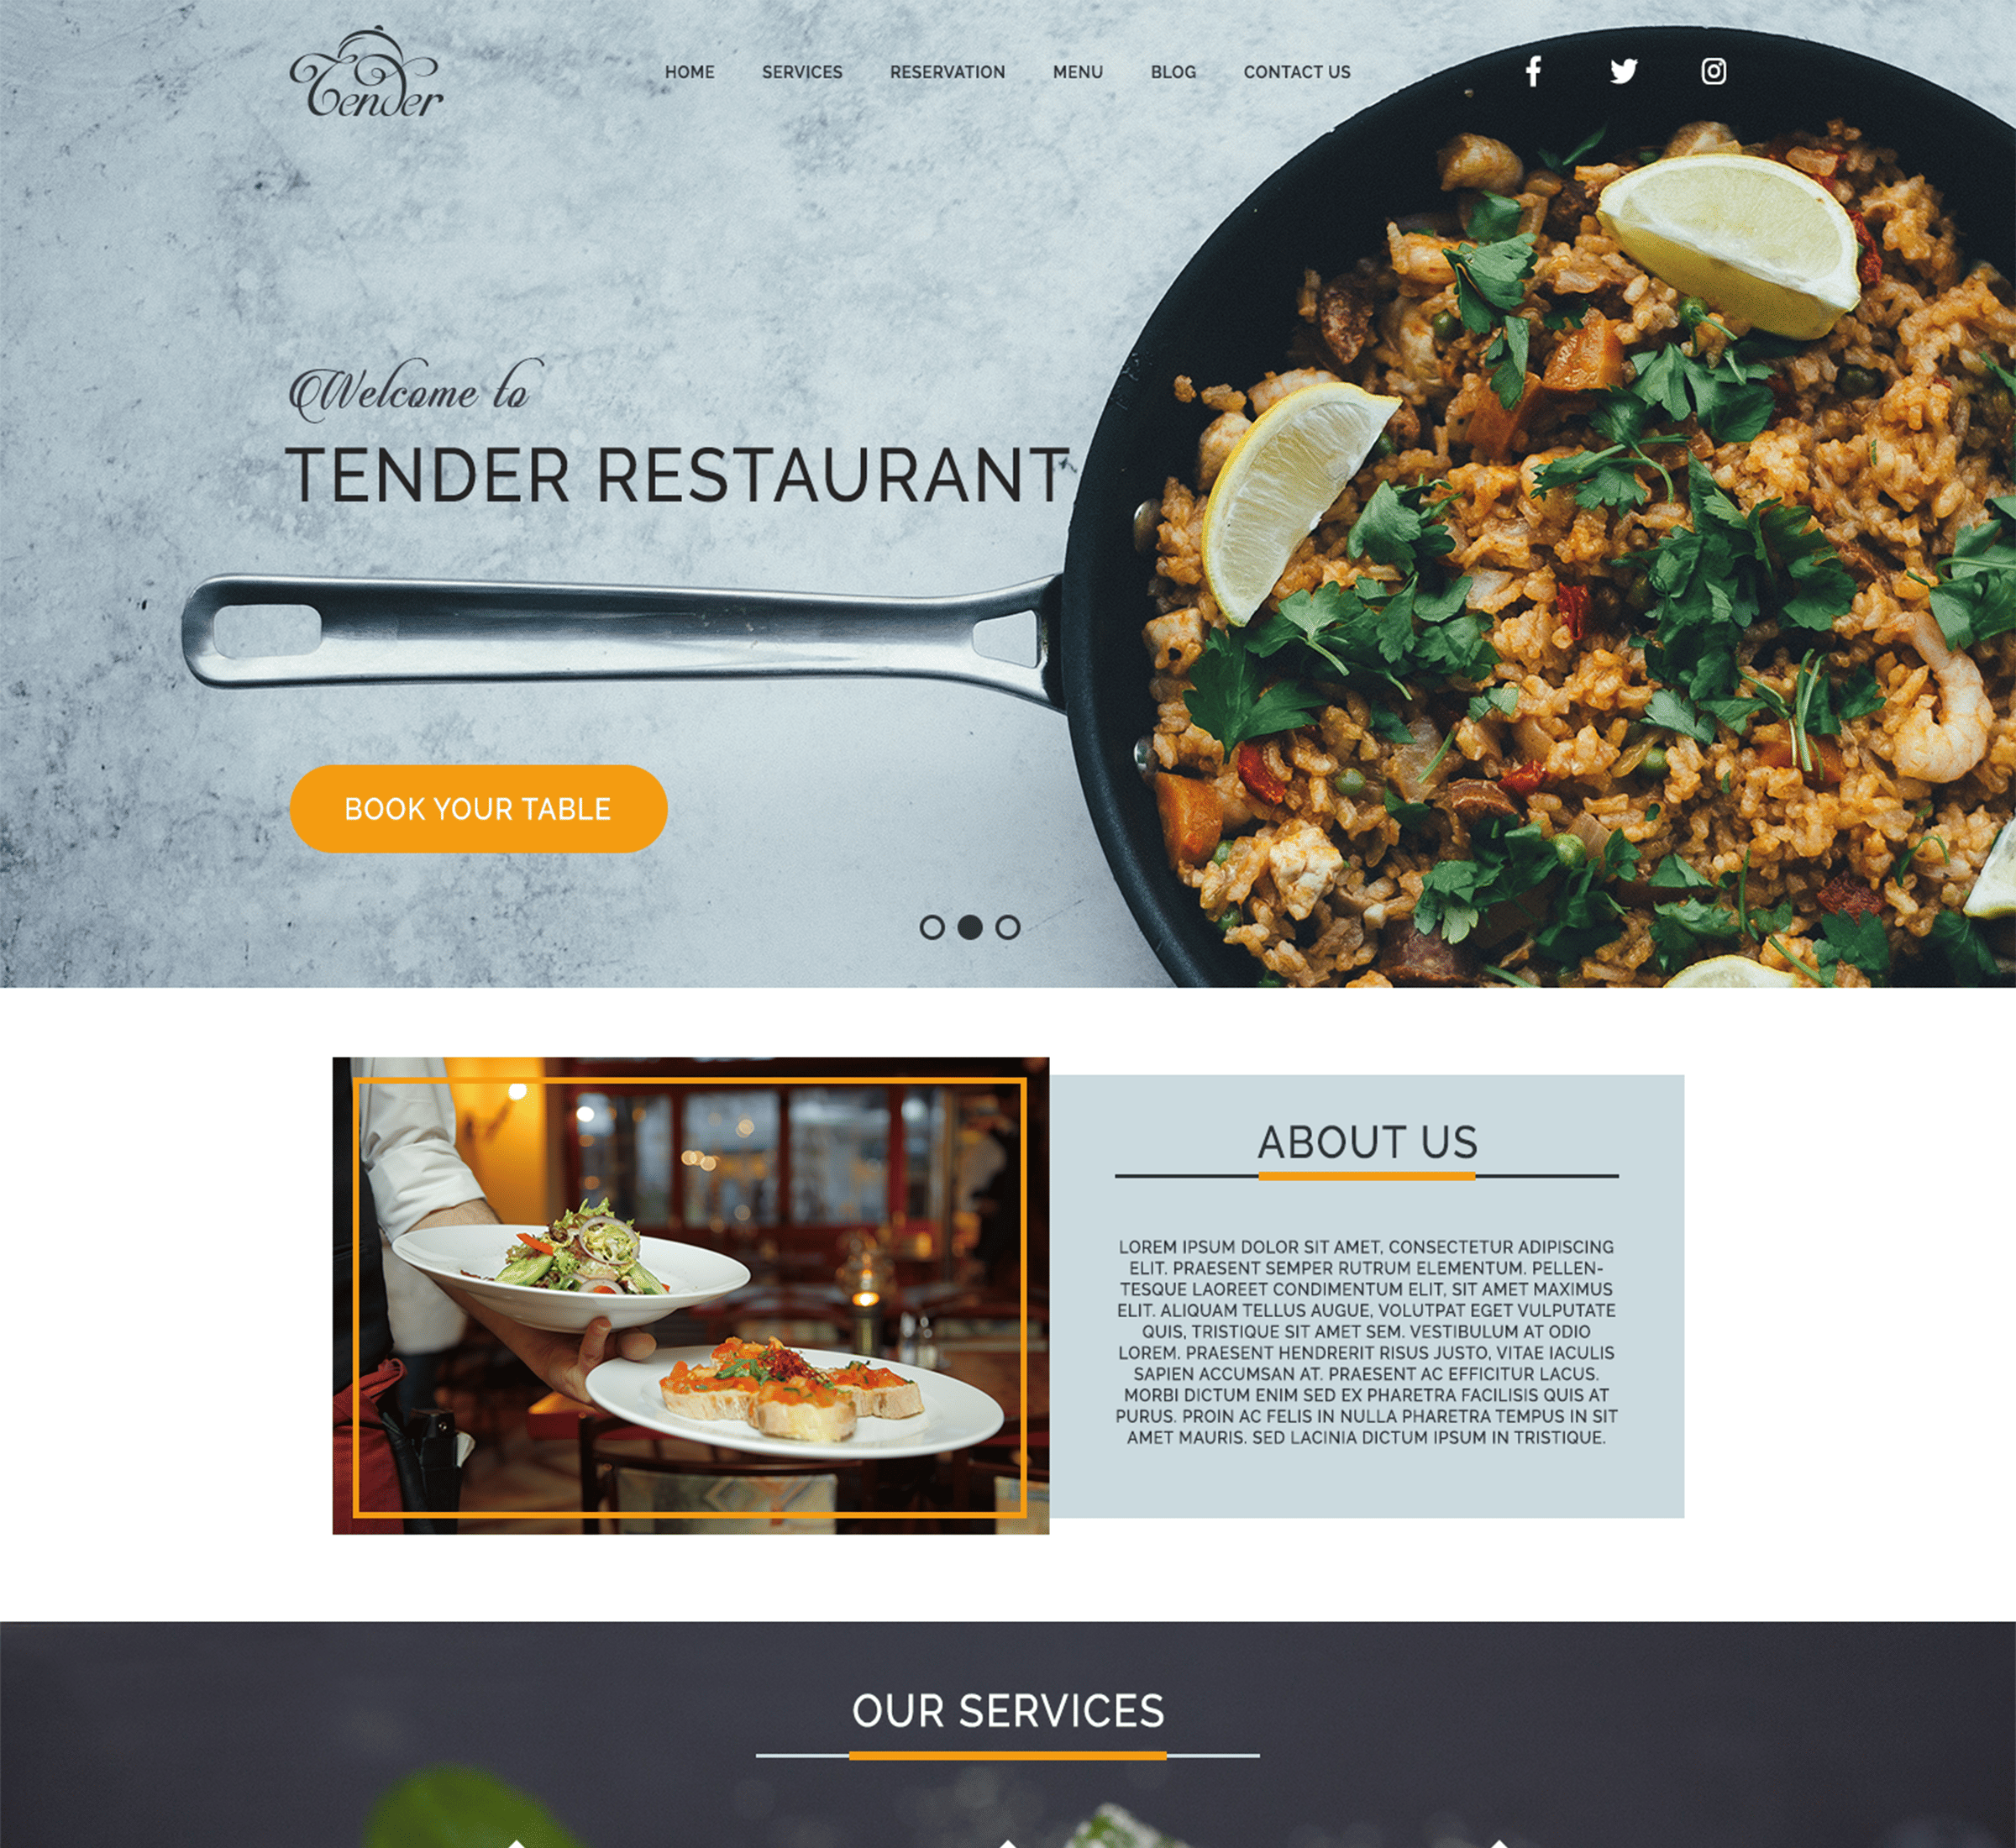 Tender
HOME SERVICES RESERVATION MENU BLOG CONTACT US
Welcome to
TENDER RESTAURANT
BOOK YOUR TABLE
ABOUT US
LOREM IPSUM DOLOR SIT AMET, CONSECTETUR ADIPISCING
ELIT. PRAESENT SEMPER RUTRUM ELEMENTUM. PELLEN-
TESQUE LAOREET CONDIMENTUM ELIT, SIT AMET MAXIMUS
ELIT. ALIQUAM TELLUS AUGUE, VOLUTPAT EGET VULPUTATE
QUIS, TRISTIQUE SIT AMET SEM. VESTIBULUM AT ODIO
LOREM. PRAESENT HENDRERIT RISUS JUSTO, VITAE IACULIS
SAPIEN ACCUMSAN AT. PRAESENT AC EFFICITUR LACUS.
MORBI DICTUM ENIM SED EX PHARETRA FACILISIS QUIS AT
PURUS. PROIN AC FELIS IN NULLA PHARETRA TEMPUS IN SIT
AMET MAURIS. SED LACINIA DICTUM IPSUM IN TRISTIQUE.
OUR SERVICES